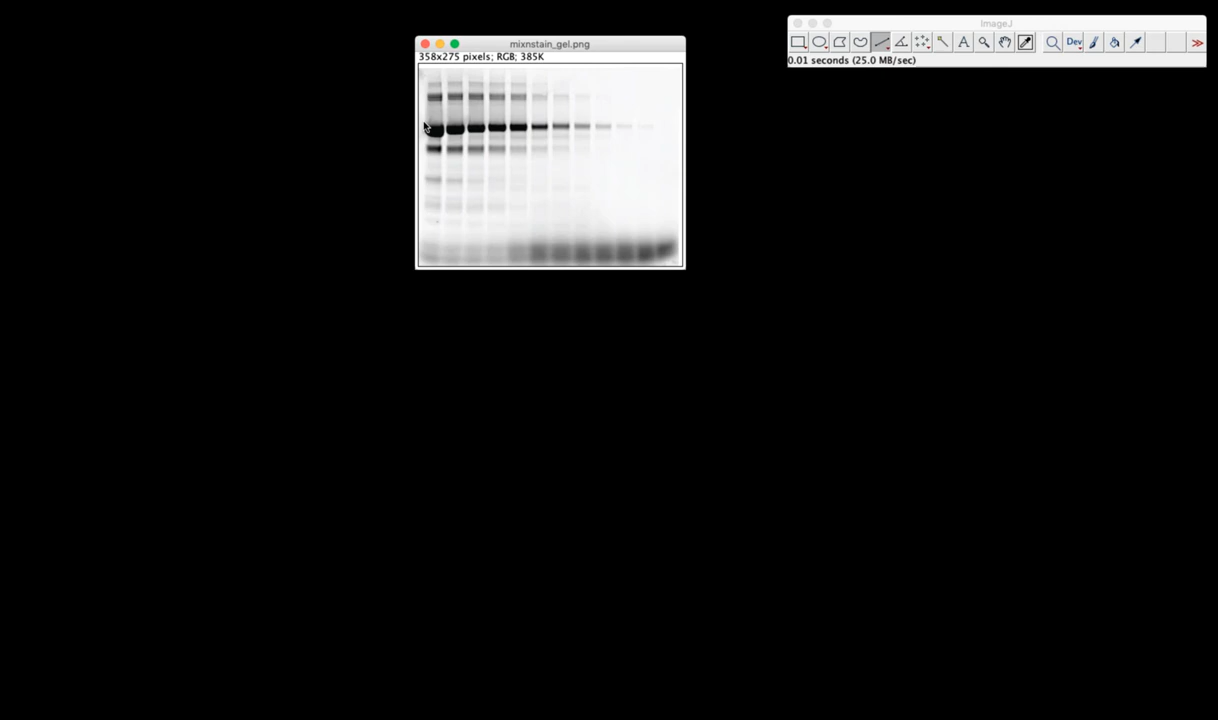 ImageJ
mixnstain_gel.png
358x275 pixels; RGB; 385K
A Dev
0.01 seconds (25.0 MB/sec)